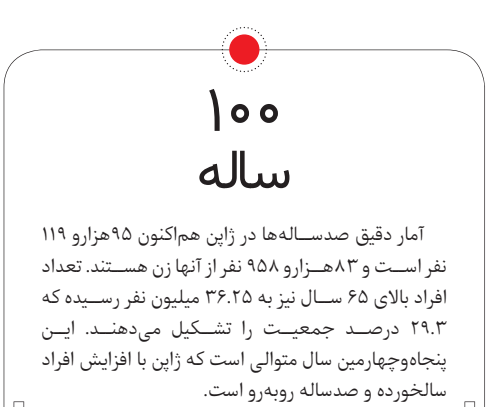 ۱۰۰
ساله
آمار دقیق صدساله‌ها در ژاپن هم‌اکنون ۹۵هزارو ۱۱۹
نفر است و ۸۳هزارو ۹۵۸ نفر از آنها زن هستند. تعداد
افراد بالای ۶۵ سال نیز به ۳۶.۲۵ میلیون نفر رسیده که
۲۹.۳ درصد جمعیت را تشکیل می‌دهند. این
پنجاه‌وچهارمین سال متوالی است که ژاپن با افزایش افراد
سالخورده و صدساله روبه‌رو است.